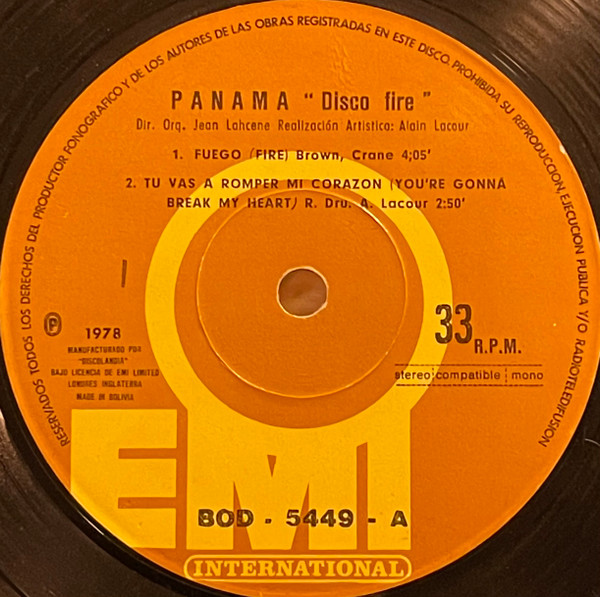 RESERVADOS TODOS LOS DERECHOS DEL PRODUCTOR FONOGRAFICO Y DE LOS AUTORES DE LAS OBRAS REGISTRADAS EN ESTE DISCO. PROHIBIDA SU REPRODUCCION, EJECUCION PUBLICA Y/O RADIOTELEDIFUSION
PANAMA "Disco fire"
Dir. Orq. Jean Lahcene Realización Artistica: Alain Lacour
1. FUEGO (FIRE) Brown, Crane 4;05'
2. TU VAS A ROMPER MI CORAZON (YOU'RE GONNA
BREAK MY HEART/ R. Dru. A. Lacour 2:50'
Ⓟ 1978
MANUFACTURADO POR
"DISCOLANDIA"
BAJO LICENCIA DE EMI LIMITED
LONDRES INGLATERRA
MADE IN BOLIVIA
33 R.P.M.
stereo compatible mono
EMI
BOD - 5449 - A
INTERNATIONAL